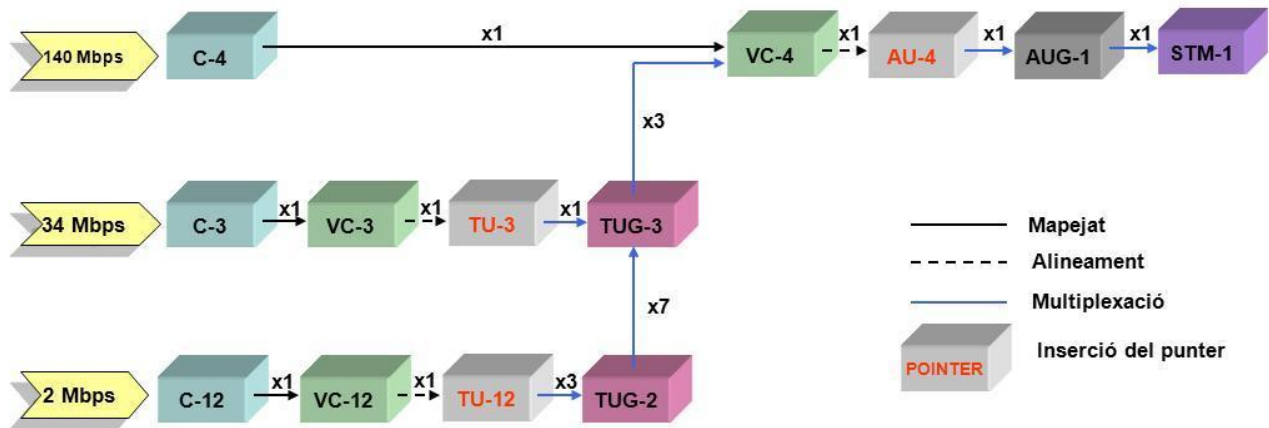 140 Mbps
C-4
x1
VC-4
x1
AU-4
x1
AUG-1
x1
STM-1
x3
34 Mbps
C-3
x1
VC-3
x1
TU-3
x1
TUG-3
x7
2 Mbps
C-12
x1
VC-12
x1
TU-12
x3
TUG-2
Mapejat
Alineament
Multiplexació
POINTER
Inserció del punter